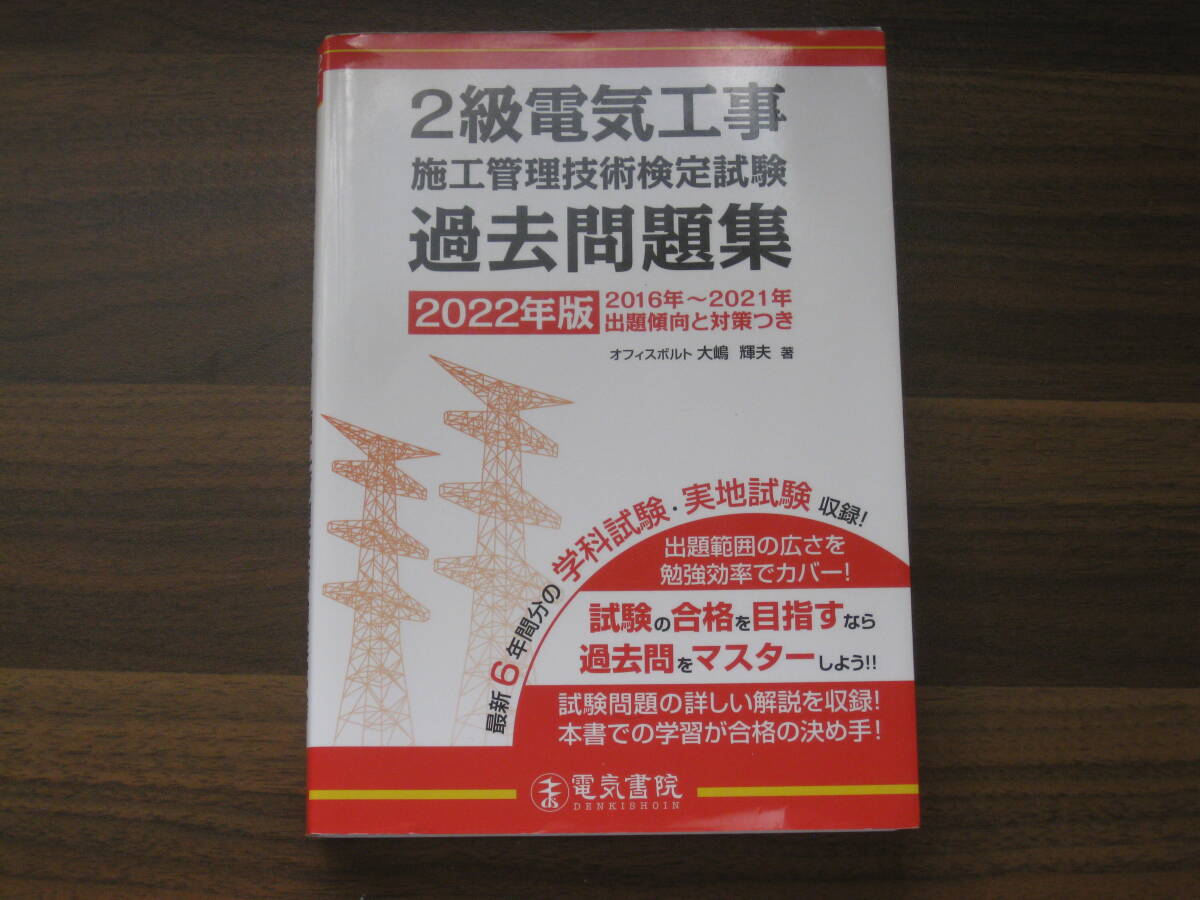 2級電気工事
施工管理技術検定試験
過去問題集
2022年版
2016年～2021年
出題傾向と対策つき
オフィスボルト 大嶋 輝夫 著
最新6年間分の学科試験・実地試験 収録!
出題範囲の広さを
勉強効率でカバー!
試験の合格を目指すなら
過去問をマスターしよう!!
試験問題の詳しい解説を収録!
本書での学習が合格の決め手!
電気書院
DENKISHOIN